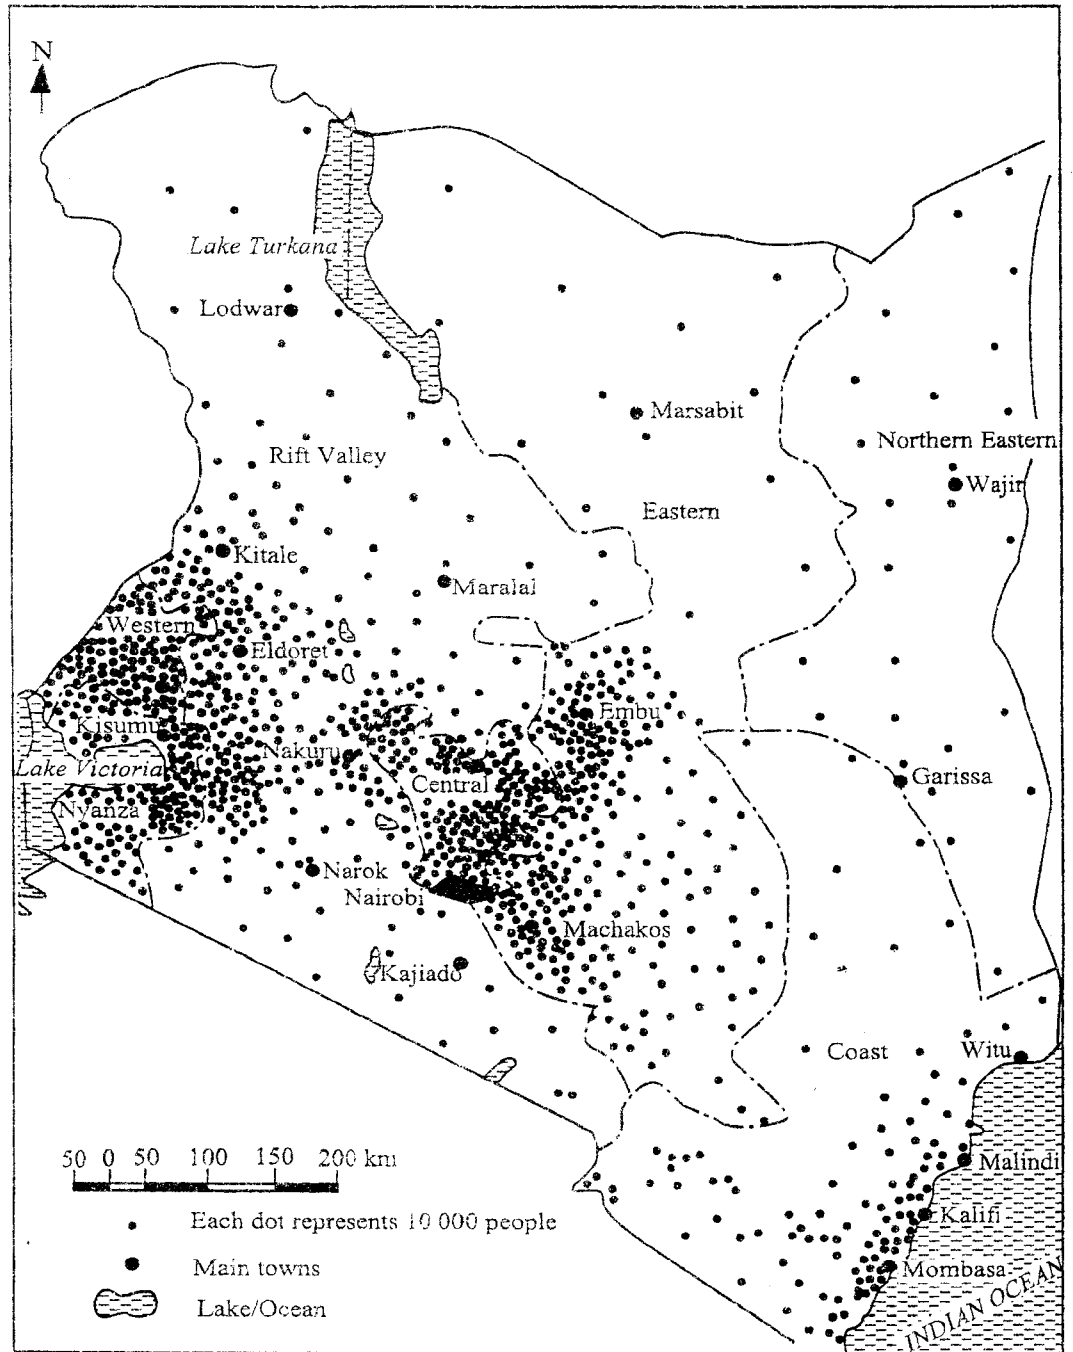 N
Lake Turkana
Lodwar
Marsabit
Northern Eastern
Rift Valley
Wajir
Eastern
Kitale
Maralal
Western
Eldoret
Embu
Kisumu
Nakuru
Lake Victoria
Central
Garissa
Nyanza
Narok
Nairobi
Machakos
Kajiado
Coast
Witu
50 0 50 100 150 200 km
Malindi
Each dot represents 10 000 people
Kalifi
Main towns
Mombasa
Lake/Ocean
INDIAN OCEAN